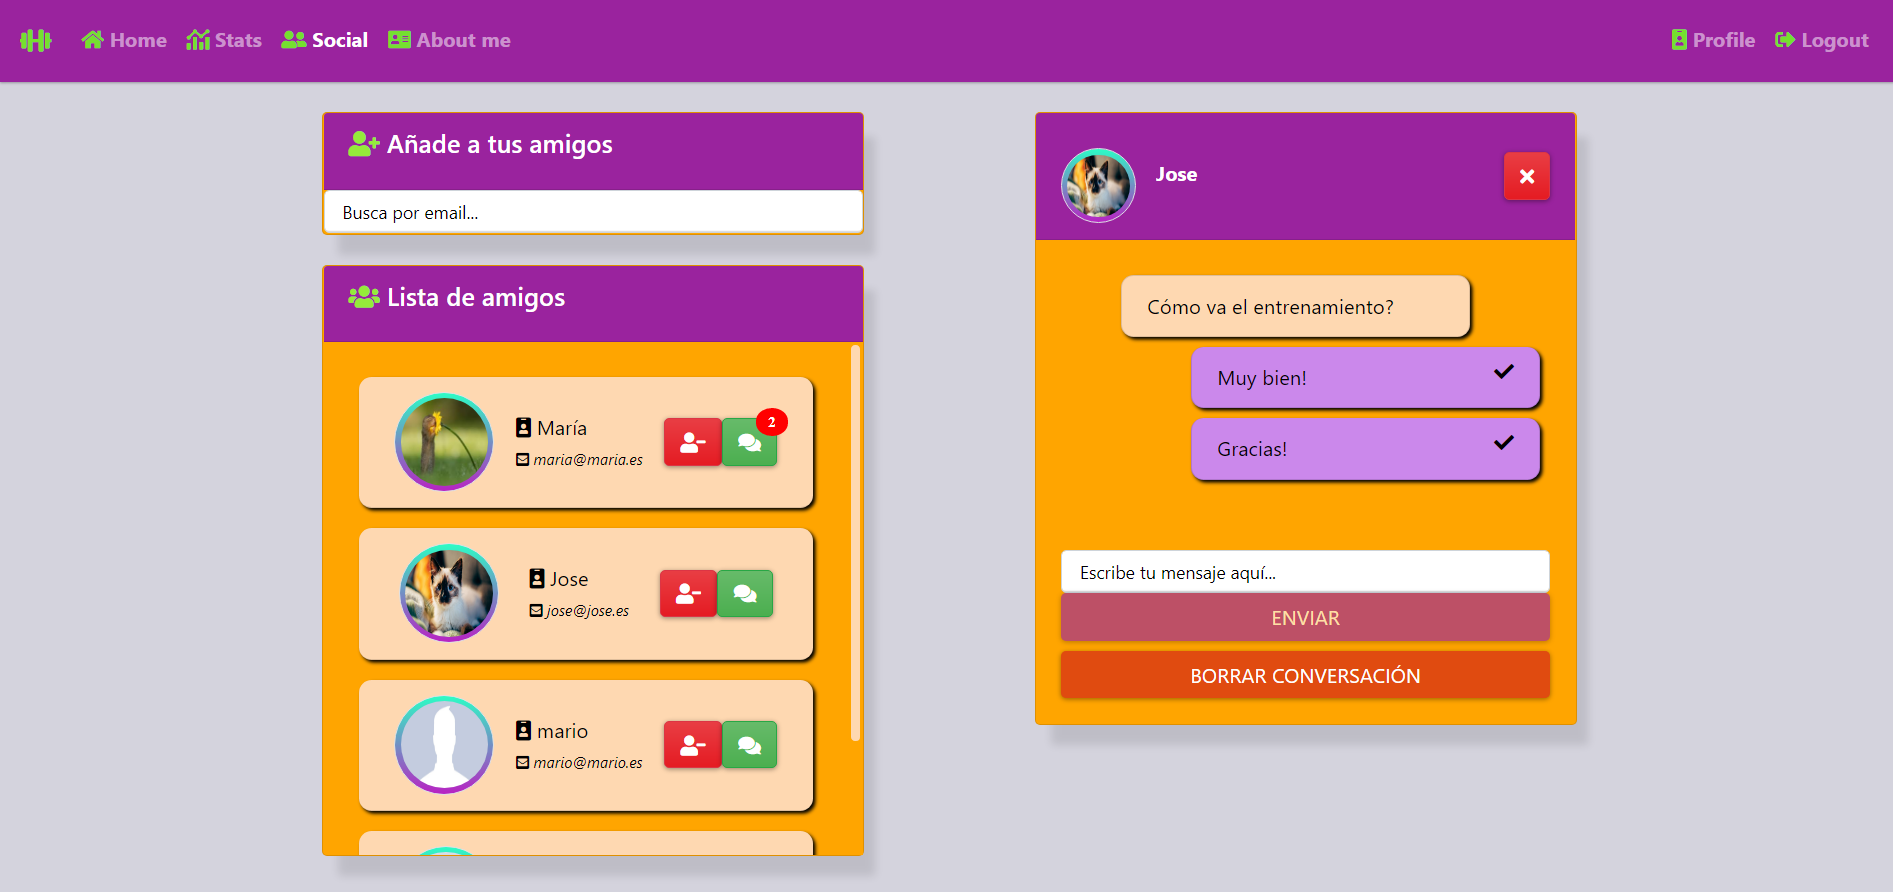 Home Stats Social About me Profile Logout
Añade a tus amigos
Busca por email...
Lista de amigos
María
maria@maria.es
2
Jose
jose@jose.es
mario
mario@mario.es
Jose
Cómo va el entrenamiento?
Muy bien!
Gracias!
Escribe tu mensaje aquí...
ENVIAR
BORRAR CONVERSACIÓN